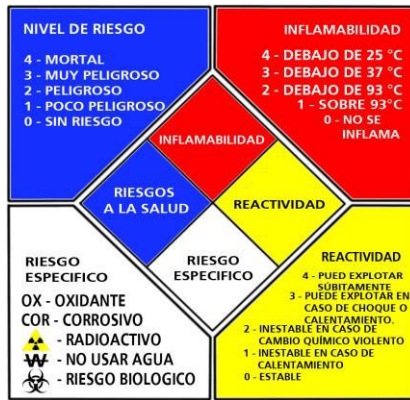 NIVEL DE RIESGO
4 - MORTAL
3 - MUY PELIGROSO
2 - PELIGROSO
1 - POCO PELIGROSO
0 - SIN RIESGO
INFLAMABILIDAD
4 - DEBAJO DE 25 °C
3 - DEBAJO DE 37 °C
2 - DEBAJO DE 93 °C
1 - SOBRE 93°C
0 - NO SE
INFLAMA
INFLAMABILIDAD
RIESGOS
A LA SALUD
REACTIVIDAD
RIESGO
ESPECIFICO
RIESGO
ESPECIFICO
OX - OXIDANTE
COR - CORROSIVO
- RADIOACTIVO
W - NO USAR AGUA
- RIESGO BIOLOGICO
REACTIVIDAD
4 - PUED EXPLOTAR
SÚBITAMENTE
3 - PUEDE EXPLOTAR EN
CASO DE CHOQUE O
CALENTAMIENTO.
2 - INESTABLE EN CASO DE
CAMBIO QUÍMICO VIOLENTO
1 - INESTABLE EN CASO DE
CALENTAMIENTO
0 - ESTABLE